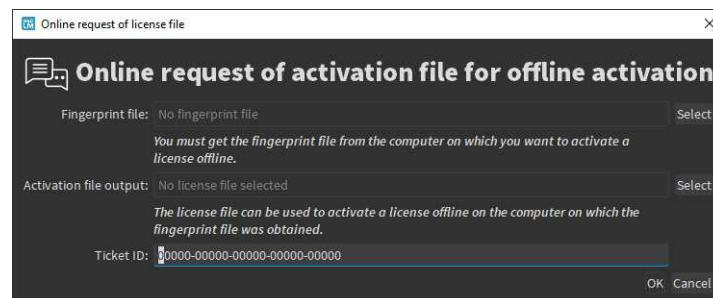 Online request of license file
Online request of activation file for offline activation
Fingerprint file: No fingerprint file Select
You must get the fingerprint file from the computer on which you want to activate a
license offline.
Activation file output: No license file selected Select
The license file can be used to activate a license offline on the computer on which the
fingerprint file was obtained.
Ticket ID: 00000-00000-00000-00000-00000
OK Cancel